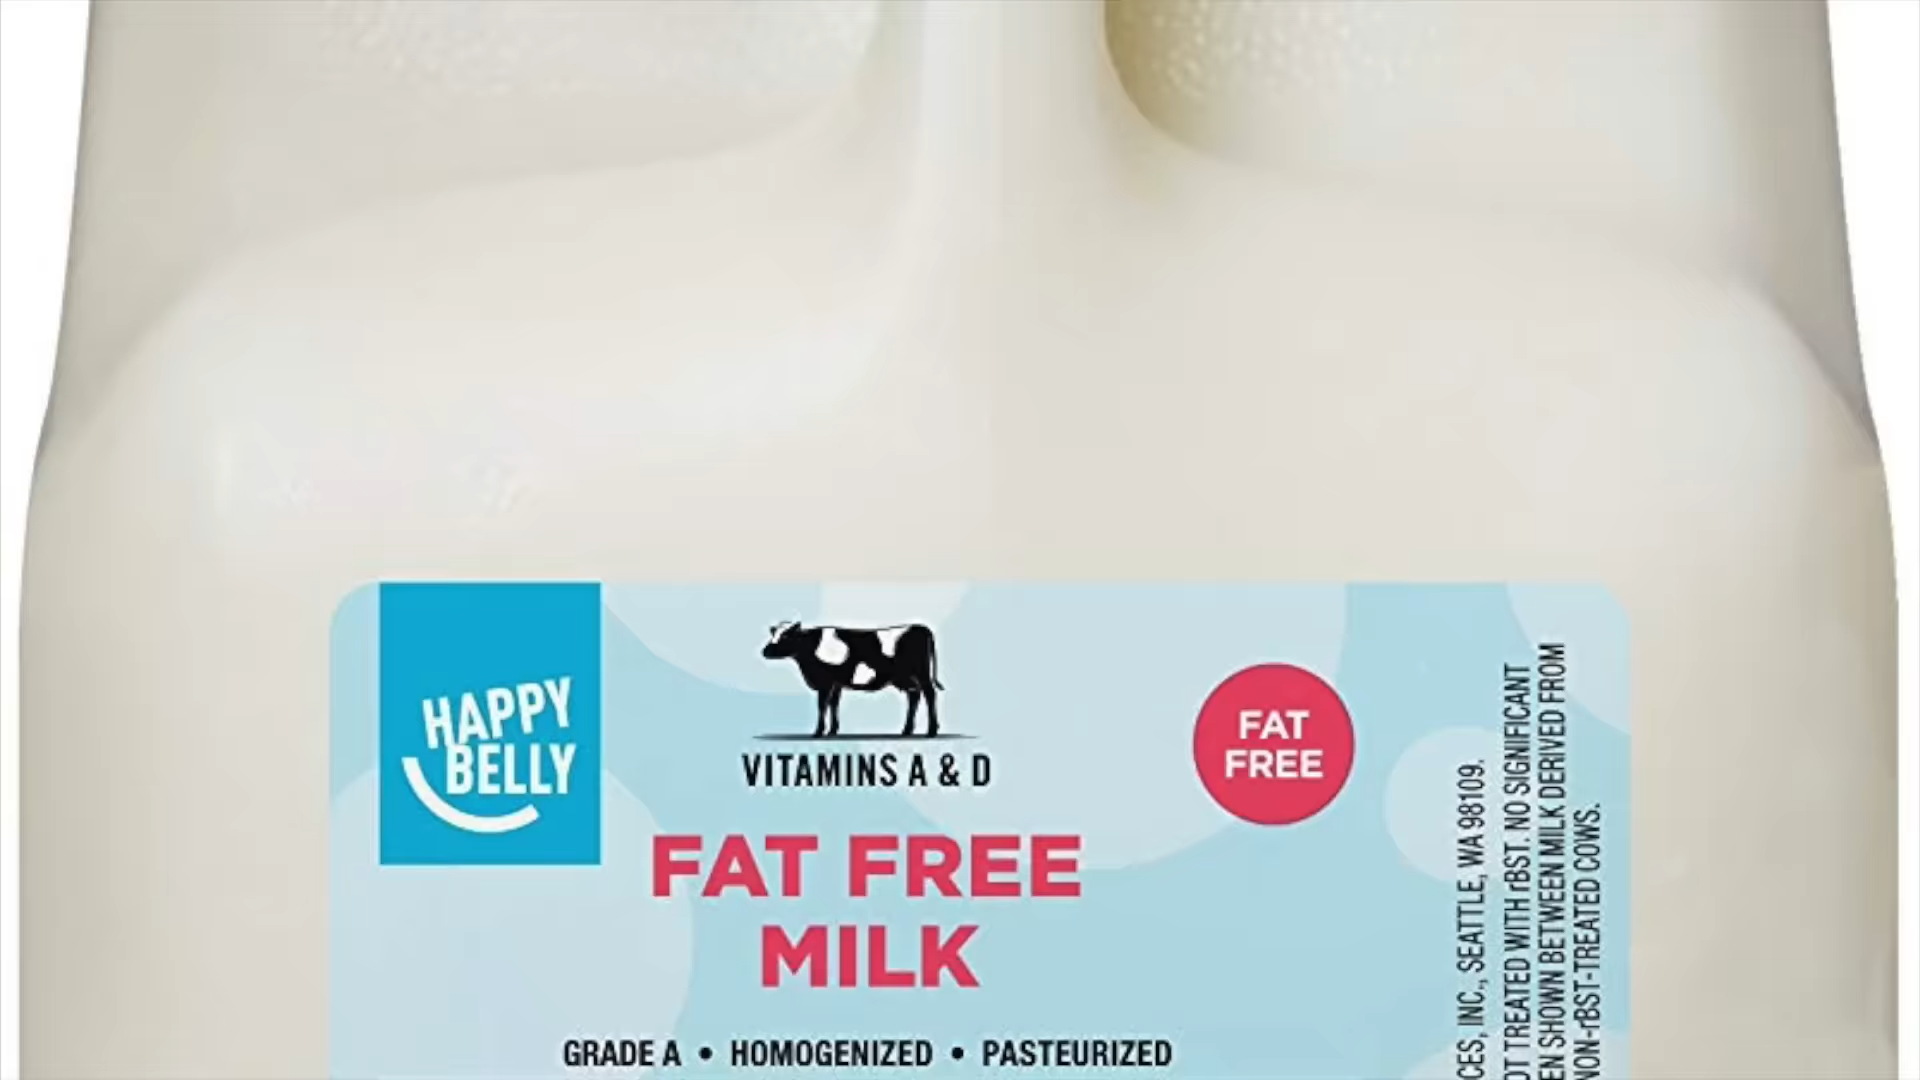 HAPPY
BELLY
VITAMINS A & D
FAT FREE
MILK
GRADE A • HOMOGENIZED • PASTEURIZED
FAT
FREE
INC., SEATTLE, WA 98109.
TREATED WITH rBST. NO SIGNIFICANT
SHOWN BETWEEN MILK DERIVED FROM
NON-rBST-TREATED COWS.